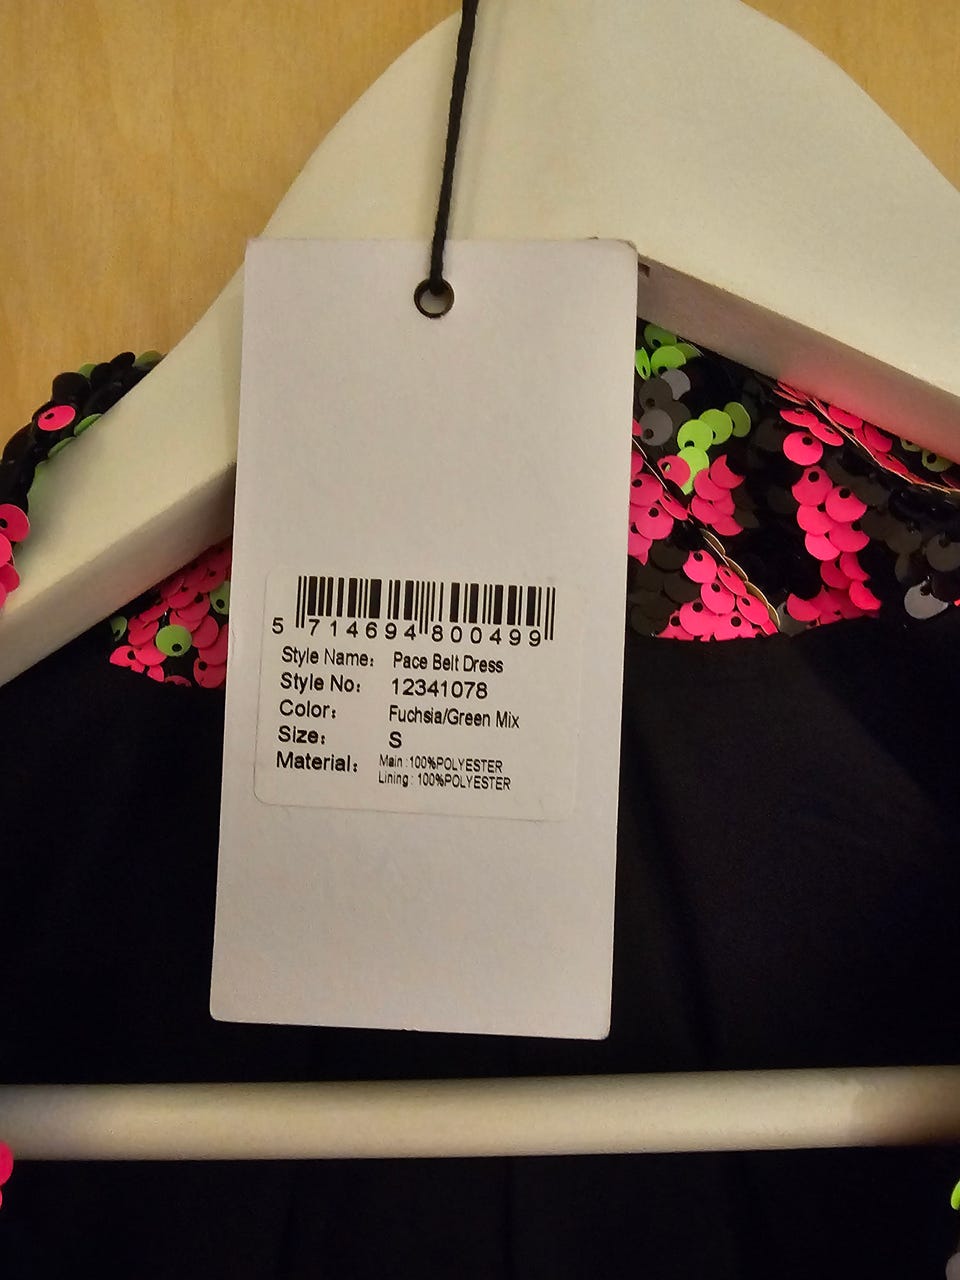 5 714694 800499
Style Name: Pace Belt Dress
Style No: 12341078
Color: Fuchsia/Green Mix
Size: S
Material: Main :100%POLYESTER
Lining : 100%POLYESTER